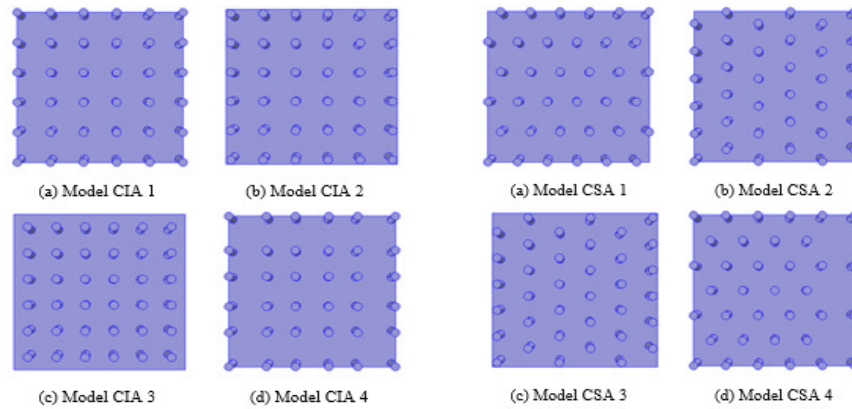 (a) Model CIA 1
(b) Model CIA 2
(a) Model CSA 1
(b) Model CSA 2
(c) Model CIA 3
(d) Model CIA 4
(c) Model CSA 3
(d) Model CSA 4